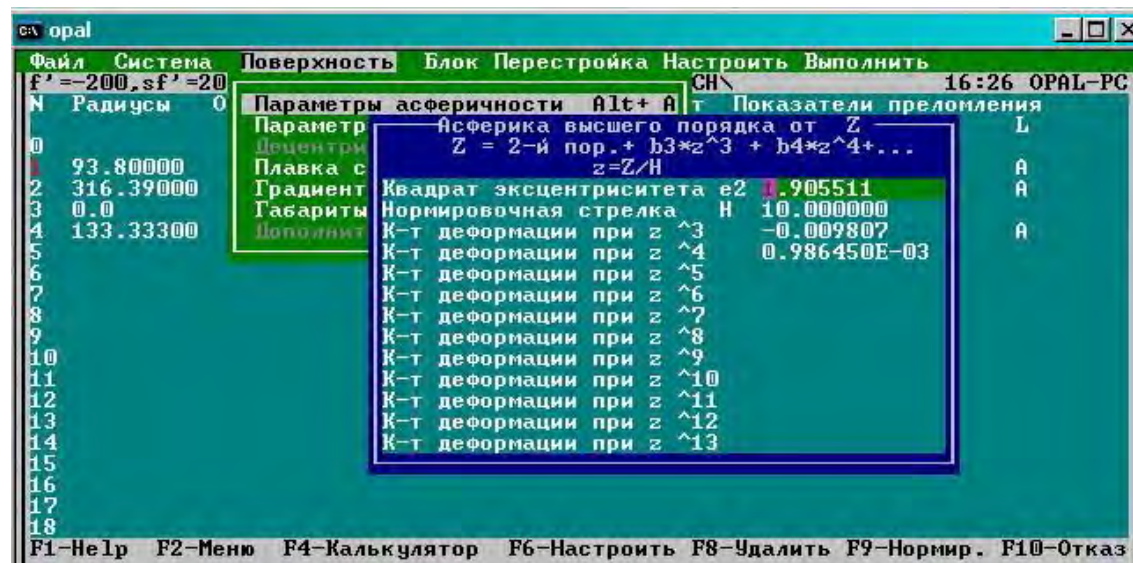 opal
Файл Система Поверхность Блок Перестройка Настроить Выполнить
f'=-200,sf'=20 CH\ 16:26 OPAL-PC
N Радиусы О Параметры асферичности Alt+ A т Показатели преломления
Параметр Асферика высшего порядка от Z L
0 Децентри Z = 2-й пор.+ b3*z^3 + b4*z^4+...
1 93.80000 Плавка с z=Z/H A
2 316.39000 Градиент Квадрат эксцентриситета e2 1.905511 A
3 0.0 Габариты Нормировочная стрелка H 10.000000
4 133.33300 Дополнит К-т деформации при z ^3 -0.009807 A
5 К-т деформации при z ^4 0.986450E-03
6 К-т деформации при z ^5
7 К-т деформации при z ^6
8 К-т деформации при z ^7
9 К-т деформации при z ^8
10 К-т деформации при z ^9
11 К-т деформации при z ^10
12 К-т деформации при z ^11
13 К-т деформации при z ^12
14 К-т деформации при z ^13
15
16
17
18
F1-Help F2-Меню F4-Калькулятор F6-Настроить F8-Удалить F9-Нормир. F10-Отказ